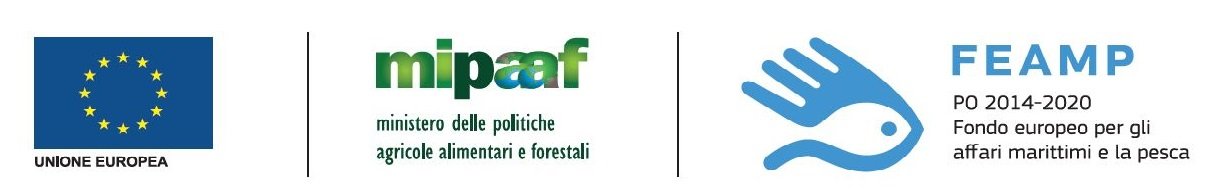 UNIONE EUROPEA
mipaaf
ministero delle politiche
agricole alimentari e forestali
FEAMP
PO 2014-2020
Fondo europeo per gli
affari marittimi e la pesca